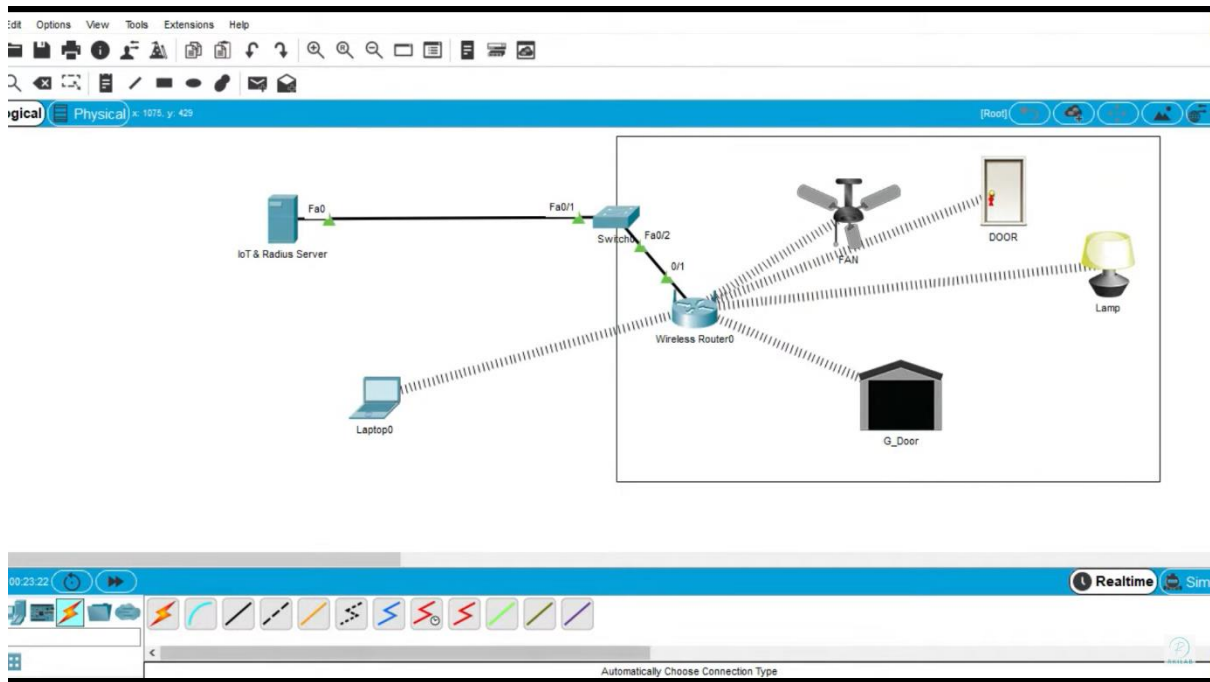 Edit Options View Tools Extensions Help
Logical Physical x: 1075, y: 429 [Root]
Fa0 Fa0/1
IoT & Radius Server Switch0 Fa0/2
0/1
FAN DOOR
Lamp
Wireless Router0
Laptop0
G_Door
00:23:22 Realtime Sim
Automatically Choose Connection Type